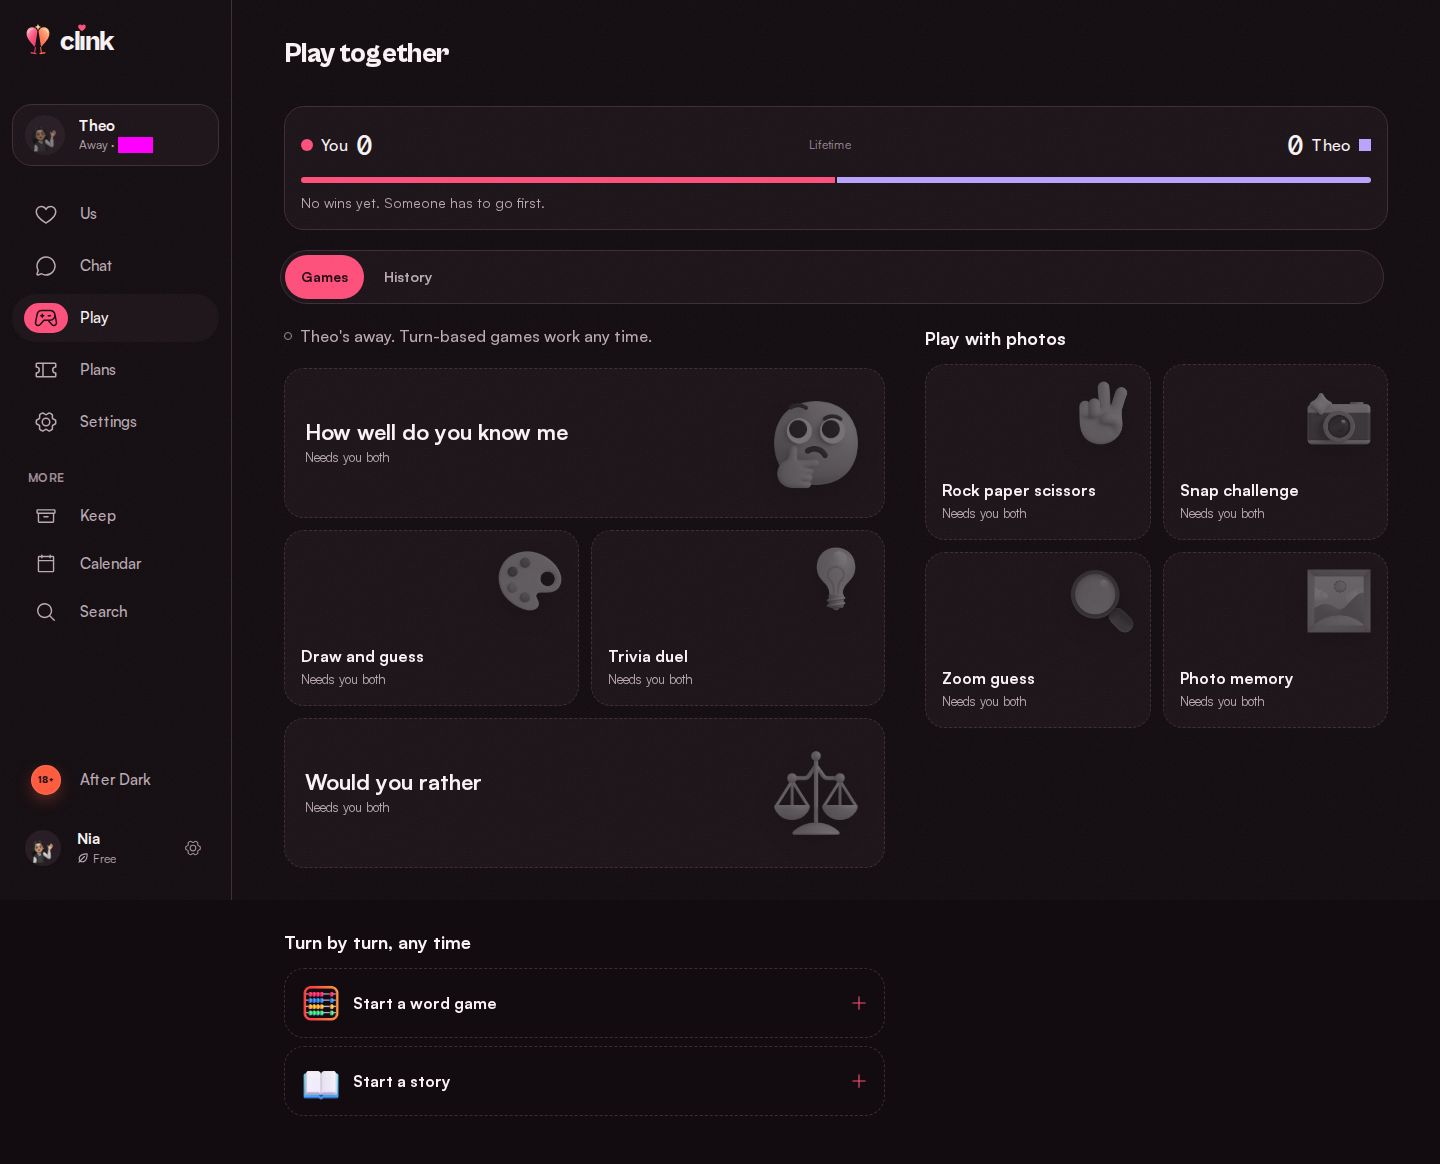 clink
Theo
Away ·
Us
Chat
Play
Plans
Settings
MORE
Keep
Calendar
Search
18+
After Dark
Nia
Free
Play together
You 0
Lifetime
0 Theo
No wins yet. Someone has to go first.
Games
History
Theo's away. Turn-based games work any time.
How well do you know me
Needs you both
Draw and guess
Needs you both
Trivia duel
Needs you both
Would you rather
Needs you both
Play with photos
Rock paper scissors
Needs you both
Snap challenge
Needs you both
Zoom guess
Needs you both
Photo memory
Needs you both
Turn by turn, any time
Start a word game
Start a story